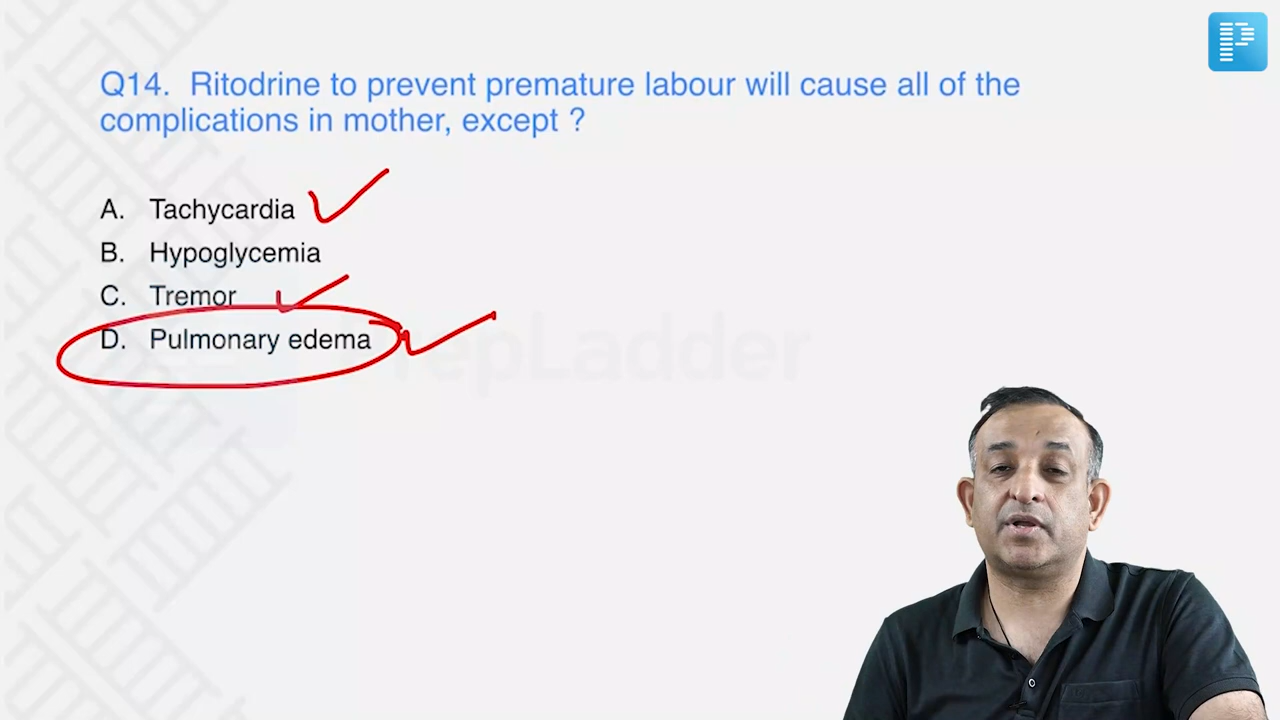 Q14. Ritodrine to prevent premature labour will cause all of the
complications in mother, except ?
A. Tachycardia
B. Hypoglycemia
C. Tremor
D. Pulmonary edema
PrepLadder